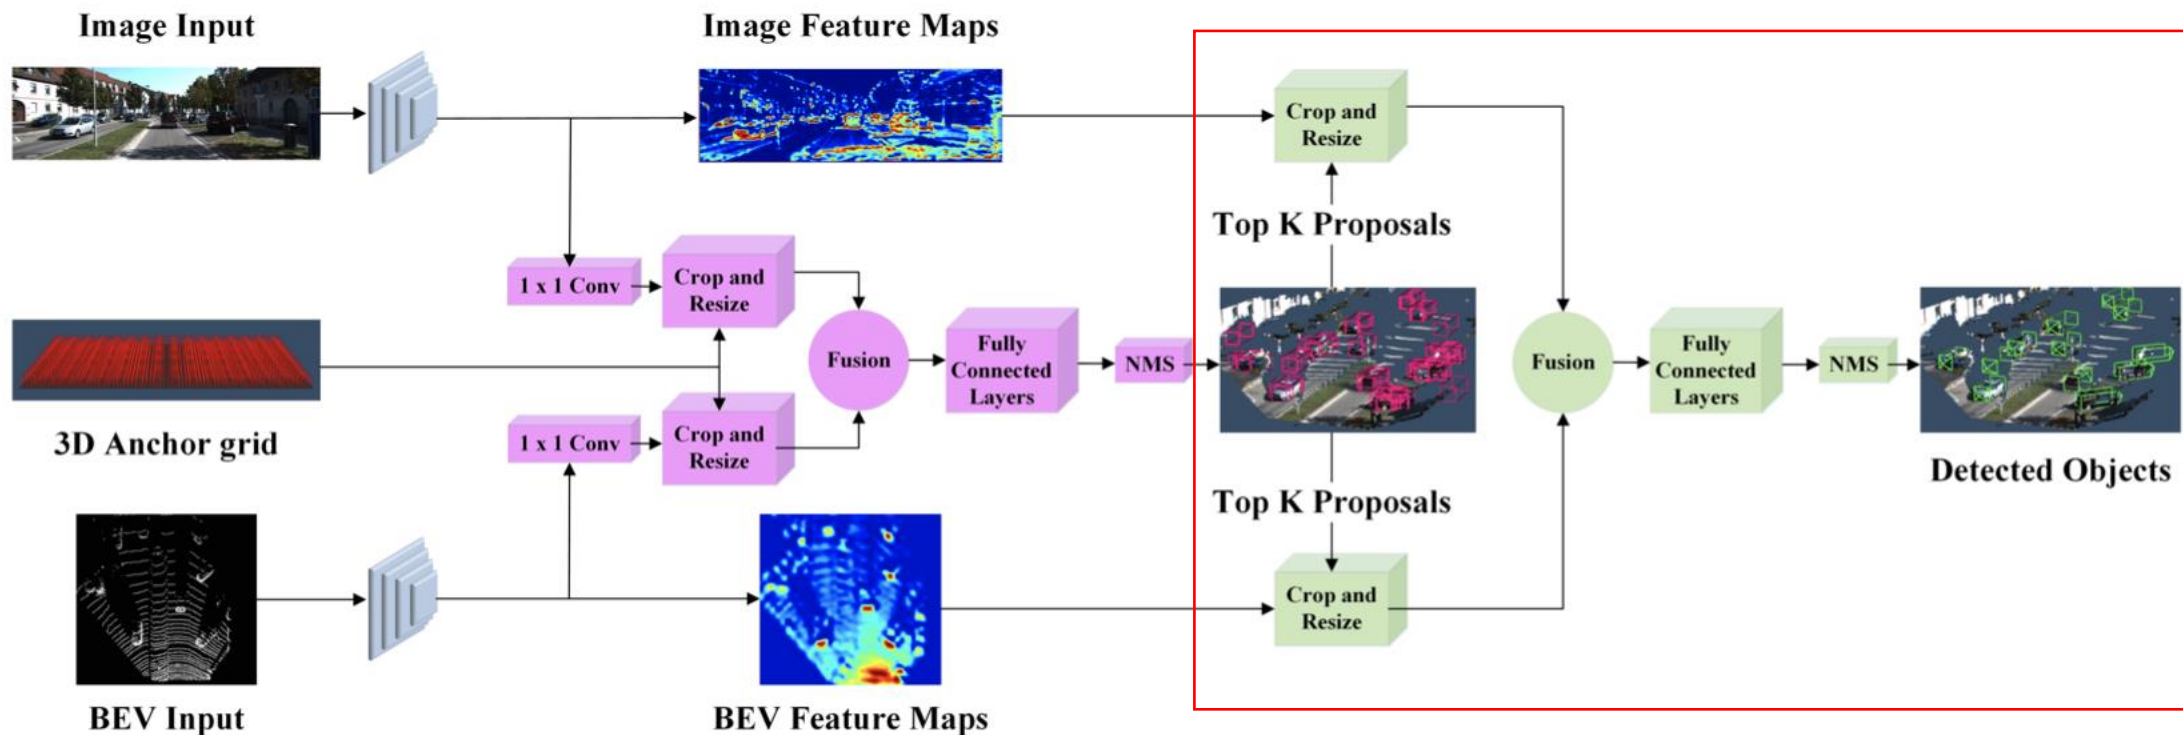 Image Input
Image Feature Maps
Crop and
Resize
Top K Proposals
1 x 1 Conv
Crop and
Resize
Fusion
Fully
Connected
Layers
NMS
Fusion
Fully
Connected
Layers
NMS
3D Anchor grid
1 x 1 Conv
Crop and
Resize
Detected Objects
Top K Proposals
Crop and
Resize
BEV Input
BEV Feature Maps